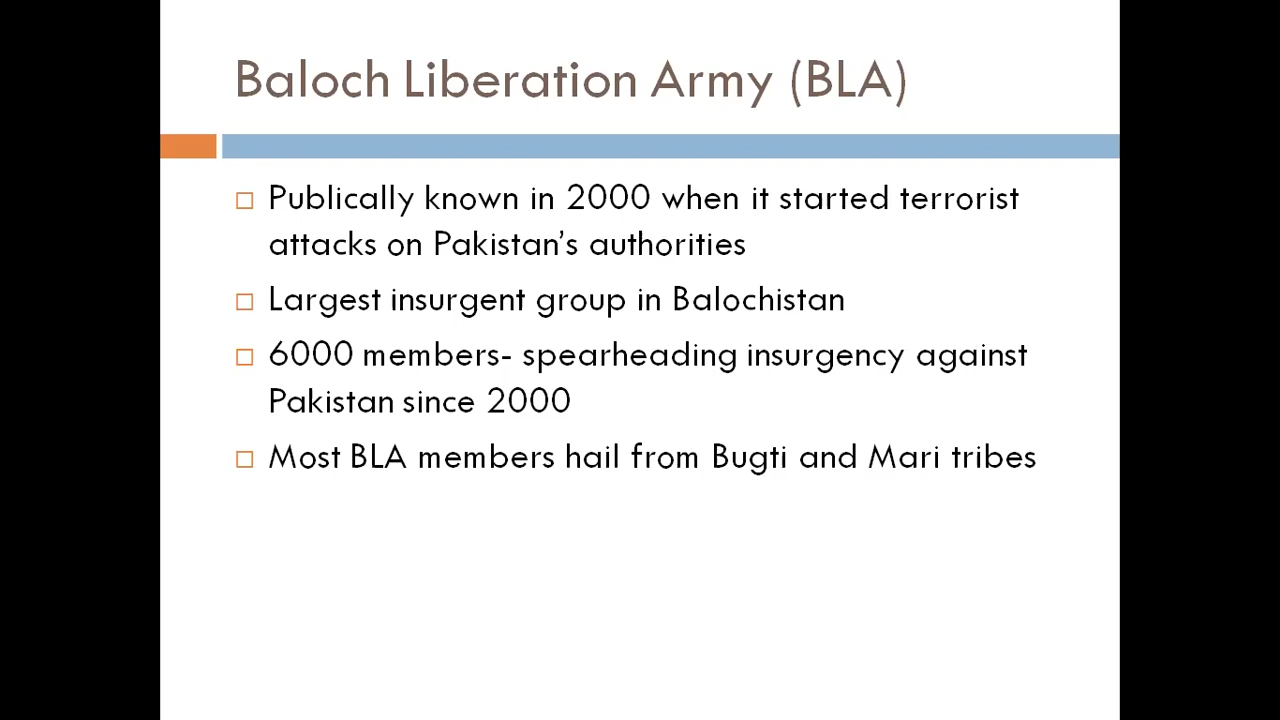 Baloch Liberation Army (BLA)
Publically known in 2000 when it started terrorist
attacks on Pakistan's authorities
Largest insurgent group in Balochistan
6000 members- spearheading insurgency against
Pakistan since 2000
Most BLA members hail from Bugti and Mari tribes